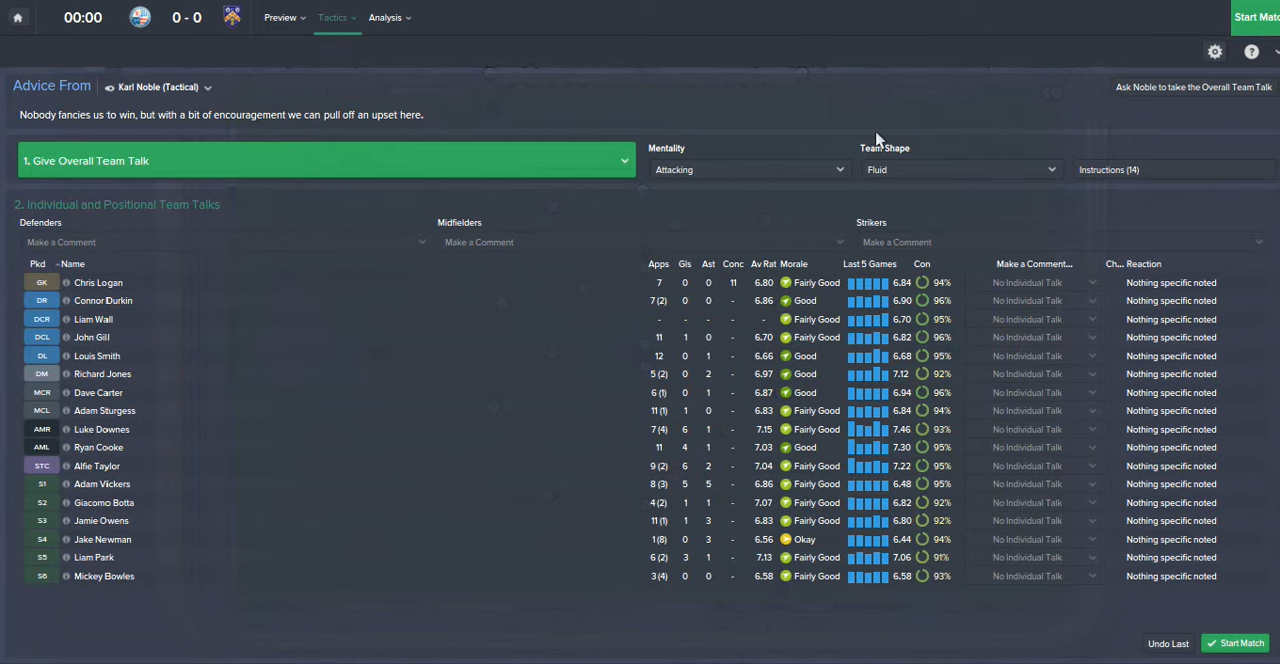 00:00 0 - 0 Preview Tactics Analysis Start Matc
?
Advice From Karl Noble (Tactical) Ask Noble to take the Overall Team Talk
Nobody fancies us to win, but with a bit of encouragement we can pull off an upset here.
Mentality Team Shape
1. Give Overall Team Talk Attacking Fluid Instructions (14)
2. Individual and Positional Team Talks
Defenders Midfielders Strikers
Make a Comment Make a Comment Make a Comment
Pkd Name Apps Gls Ast Conc Av Rat Morale Last 5 Games Con Make a Comment... Ch... Reaction
GK Chris Logan 7 0 0 11 6.80 Fairly Good 6.84 94% No Individual Talk Nothing specific noted
DR Connor Durkin 7 (2) 0 0 - 6.86 Good 6.90 96% No Individual Talk Nothing specific noted
DCR Liam Wall - - - - - Fairly Good 6.70 95% No Individual Talk Nothing specific noted
DCL John Gill 11 1 0 - 6.70 Fairly Good 6.82 96% No Individual Talk Nothing specific noted
DL Louis Smith 12 0 1 - 6.66 Good 6.68 95% No Individual Talk Nothing specific noted
DM Richard Jones 5 (2) 0 2 - 6.97 Good 7.12 92% No Individual Talk Nothing specific noted
MCR Dave Carter 6 (1) 0 1 - 6.87 Good 6.94 96% No Individual Talk Nothing specific noted
MCL Adam Sturgess 11 (1) 1 0 - 6.83 Fairly Good 6.84 94% No Individual Talk Nothing specific noted
AMR Luke Downes 7 (4) 6 1 - 7.15 Fairly Good 7.46 93% No Individual Talk Nothing specific noted
AML Ryan Cooke 11 4 1 - 7.03 Good 7.30 95% No Individual Talk Nothing specific noted
STC Alfie Taylor 9 (2) 6 2 - 7.04 Fairly Good 7.22 95% No Individual Talk Nothing specific noted
S1 Adam Vickers 8 (3) 5 5 - 6.86 Fairly Good 6.48 95% No Individual Talk Nothing specific noted
S2 Giacomo Botta 4 (2) 1 1 - 7.07 Fairly Good 6.82 92% No Individual Talk Nothing specific noted
S3 Jamie Owens 11 (1) 1 3 - 6.83 Fairly Good 6.80 92% No Individual Talk Nothing specific noted
S4 Jake Newman 1 (8) 0 3 - 6.56 Okay 6.44 94% No Individual Talk Nothing specific noted
S5 Liam Park 6 (2) 3 1 - 7.13 Fairly Good 7.06 91% No Individual Talk Nothing specific noted
S6 Mickey Bowles 3 (4) 0 0 - 6.58 Fairly Good 6.58 93% No Individual Talk Nothing specific noted
Undo Last Start Match